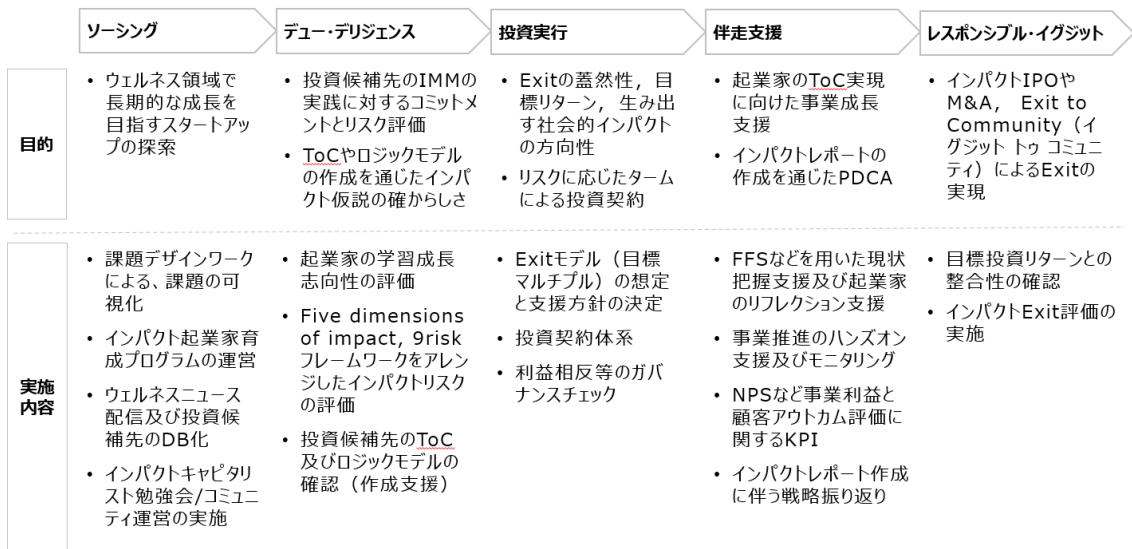 ソーシング
デュー・デリジェンス
投資実行
伴走支援
レスポンシブル・イグジット
目的
• ウェルネス領域で
長期的な成長を
目指すスタートアッ
プの探索
• 投資候補先のIMMの
実践に対するコミットメ
ントとリスク評価
• ToCやロジックモデル
の作成を通じたインパ
クト仮説の確からしさ
• Exitの蓋然性，目
標リターン，生み出
す社会的インパクト
の方向性
• リスクに応じたターム
による投資契約
• 起業家のToC実現
に向けた事業成長
支援
• インパクトレポートの
作成を通じたPDCA
• インパクトIPOや
M&A， Exit to
Community（イ
グジット トゥ コミュニ
ティ）によるExitの
実現
実施
内容
• 課題デザインワーク
による、課題の可
視化
• インパクト起業家育
成プログラムの運営
• ウェルネスニュース
配信及び投資候
補先のDB化
• インパクトキャピタリ
スト勉強会/コミュニ
ティ運営の実施
• 起業家の学習成長
志向性の評価
• Five dimensions
of impact, 9risk
フレームワークをアレン
ジしたインパクトリスク
の評価
• 投資候補先のToC
及びロジックモデルの
確認（作成支援）
• Exitモデル（目標
マルチプル）の想定
と支援方針の決定
• 投資契約体系
• 利益相反等のガバ
ナンスチェック
• FFSなどを用いた現状
把握支援及び起業家
のリフレクション支援
• 事業推進のハンズオン
支援及びモニタリング
• NPSなど事業利益と
顧客アウトカム評価に
関するKPI
• インパクトレポート作成
に伴う戦略振り返り
• 目標投資リターンとの
整合性の確認
• インパクトExit評価の
実施